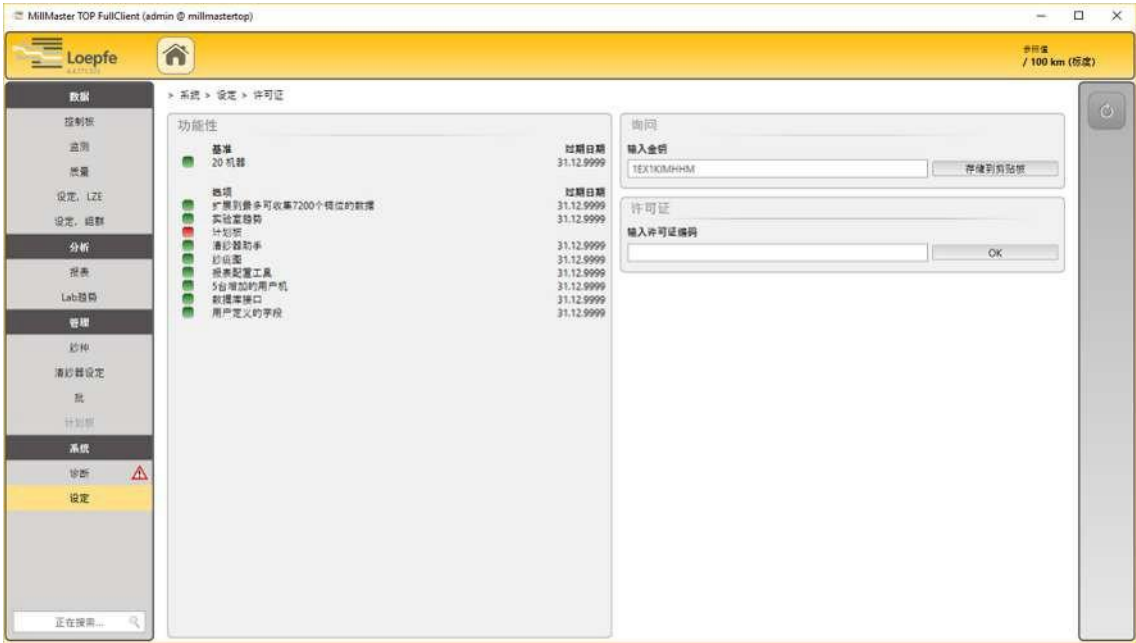 MillMaster TOP FullClient (admin @ millmastertop)
Loepfe
参照值
/ 100 km (标度)
数据
控制板
监测
质量
设定, LZE
设定, 组群
分析
报表
Lab趋势
管理
纱种
清纱器设定
批
计划板
系统
诊断
设定
正在搜索...
> 系统 > 设定 > 许可证
功能性
基准 过期日期
20 机器 31.12.9999
选项 过期日期
扩展到最多可收集7200个锭位的数据 31.12.9999
实验室趋势 31.12.9999
计划板
清纱器助手 31.12.9999
纱疵图 31.12.9999
报表配置工具 31.12.9999
5台增加的用户机 31.12.9999
数据库接口 31.12.9999
用户定义的字段 31.12.9999
询问
输入金钥
1EX1KIMHHM 存储到剪贴板
许可证
输入许可证编码
OK